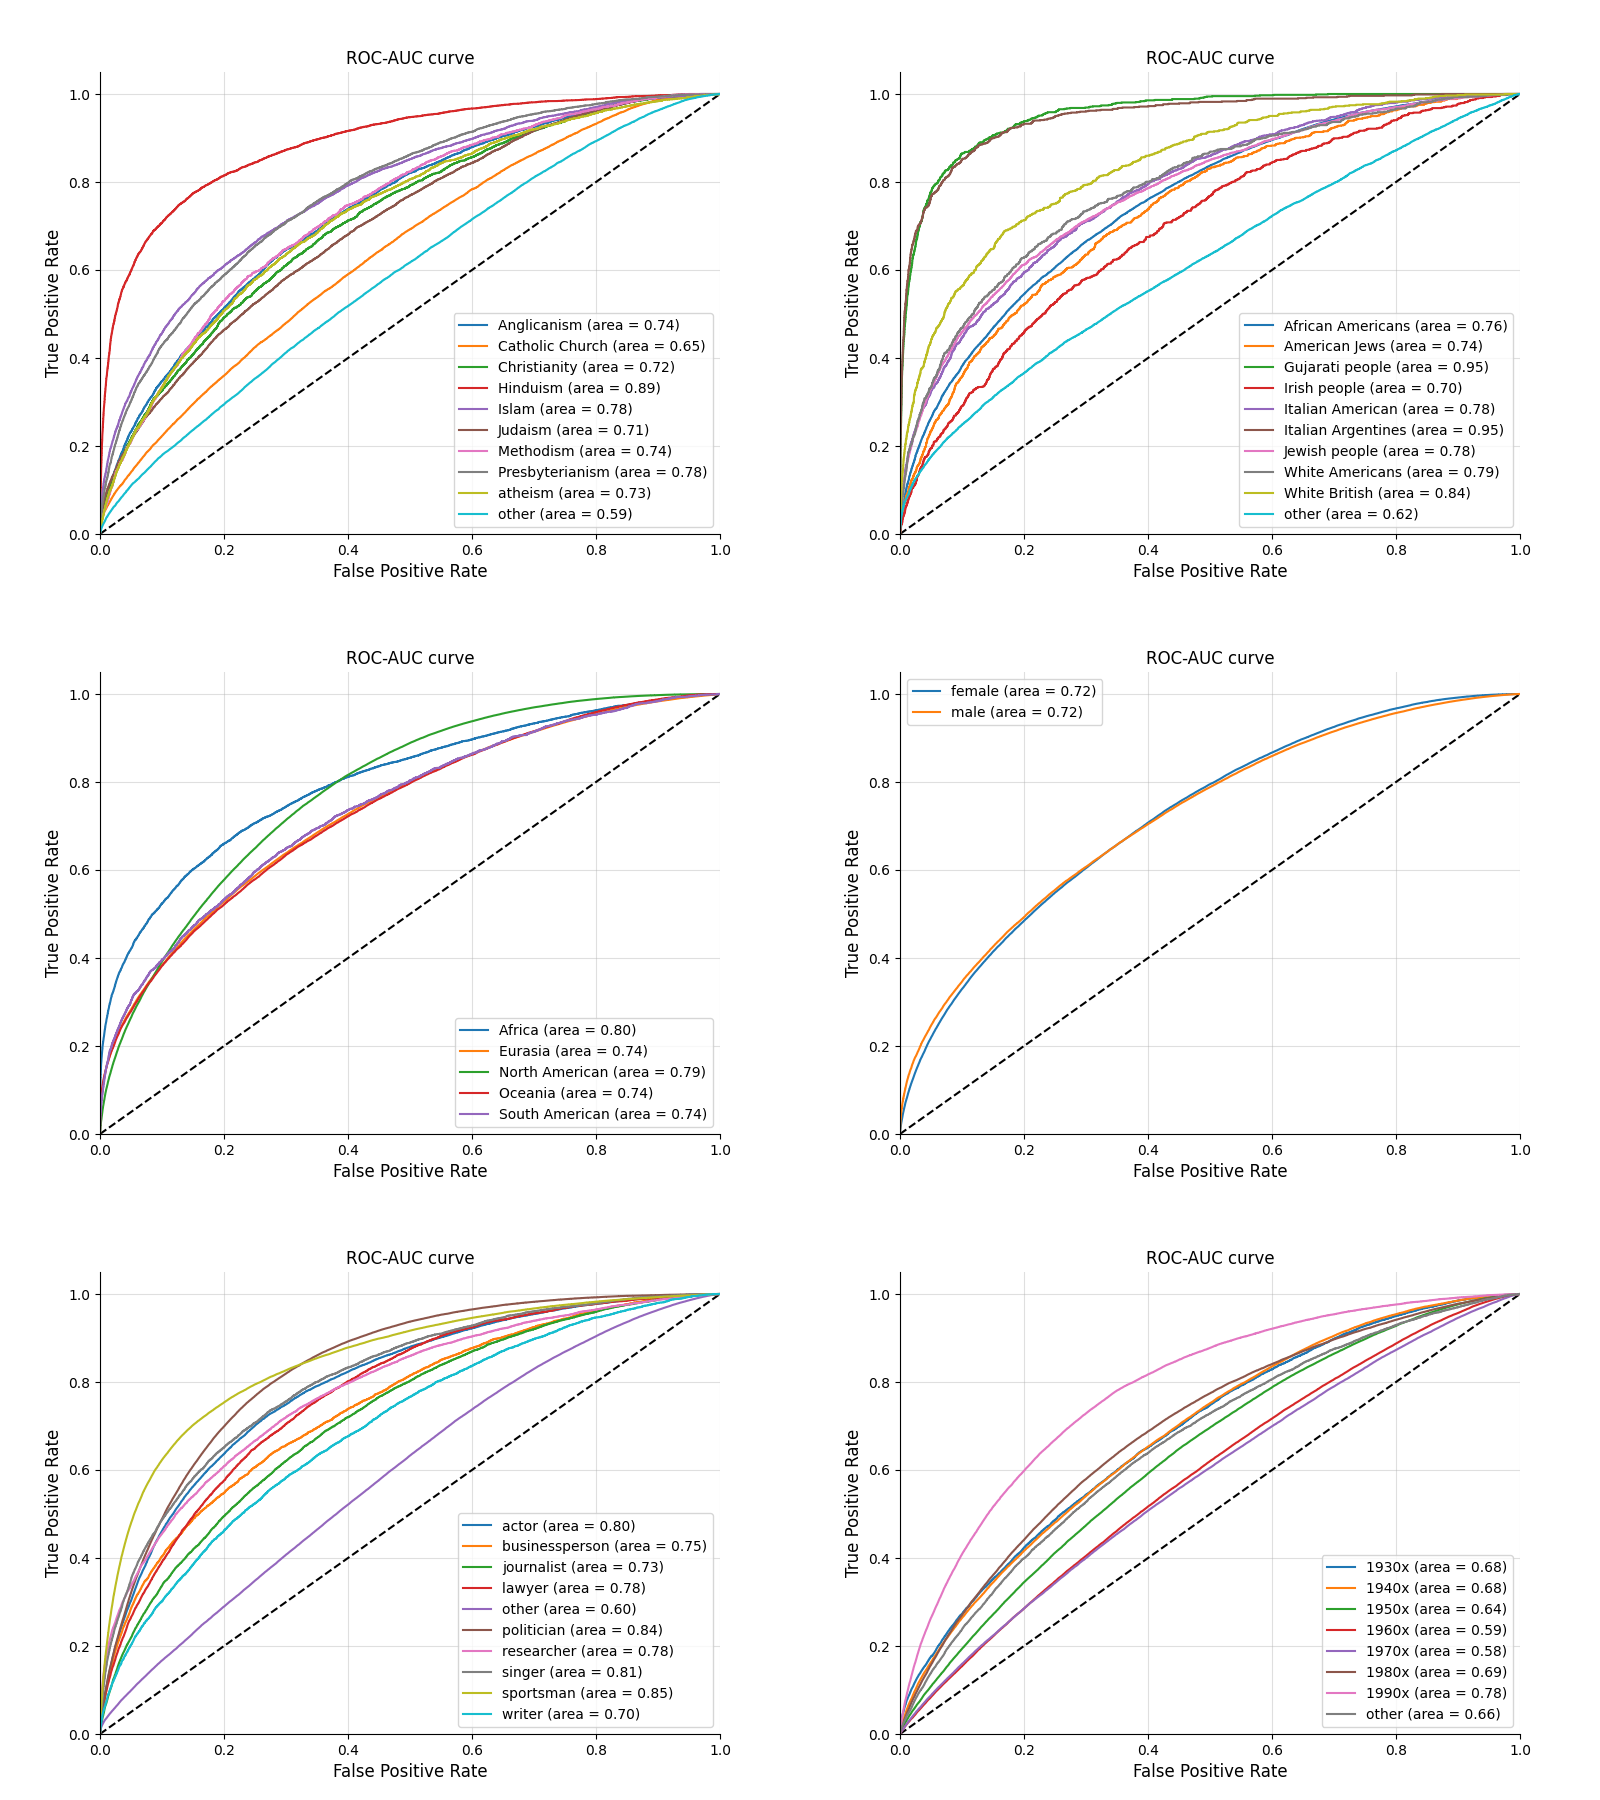 ROC-AUC curve
True Positive Rate
1.0
0.8
0.6
0.4
0.2
0.0
Anglicanism (area = 0.74)
Catholic Church (area = 0.65)
Christianity (area = 0.72)
Hinduism (area = 0.89)
Islam (area = 0.78)
Judaism (area = 0.71)
Methodism (area = 0.74)
Presbyterianism (area = 0.78)
atheism (area = 0.73)
other (area = 0.59)
0.0 0.2 0.4 0.6 0.8 1.0
False Positive Rate
ROC-AUC curve
True Positive Rate
1.0
0.8
0.6
0.4
0.2
0.0
African Americans (area = 0.76)
American Jews (area = 0.74)
Gujarati people (area = 0.95)
Irish people (area = 0.70)
Italian American (area = 0.78)
Italian Argentines (area = 0.95)
Jewish people (area = 0.78)
White Americans (area = 0.79)
White British (area = 0.84)
other (area = 0.62)
0.0 0.2 0.4 0.6 0.8 1.0
False Positive Rate
ROC-AUC curve
True Positive Rate
1.0
0.8
0.6
0.4
0.2
0.0
Africa (area = 0.80)
Eurasia (area = 0.74)
North American (area = 0.79)
Oceania (area = 0.74)
South American (area = 0.74)
0.0 0.2 0.4 0.6 0.8 1.0
False Positive Rate
ROC-AUC curve
female (area = 0.72)
male (area = 0.72)
True Positive Rate
1.0
0.8
0.6
0.4
0.2
0.0
0.0 0.2 0.4 0.6 0.8 1.0
False Positive Rate
ROC-AUC curve
True Positive Rate
1.0
0.8
0.6
0.4
0.2
0.0
actor (area = 0.80)
businessperson (area = 0.75)
journalist (area = 0.73)
lawyer (area = 0.78)
other (area = 0.60)
politician (area = 0.84)
researcher (area = 0.78)
singer (area = 0.81)
sportsman (area = 0.85)
writer (area = 0.70)
0.0 0.2 0.4 0.6 0.8 1.0
False Positive Rate
ROC-AUC curve
True Positive Rate
1.0
0.8
0.6
0.4
0.2
0.0
1930x (area = 0.68)
1940x (area = 0.68)
1950x (area = 0.64)
1960x (area = 0.59)
1970x (area = 0.58)
1980x (area = 0.69)
1990x (area = 0.78)
other (area = 0.66)
0.0 0.2 0.4 0.6 0.8 1.0
False Positive Rate